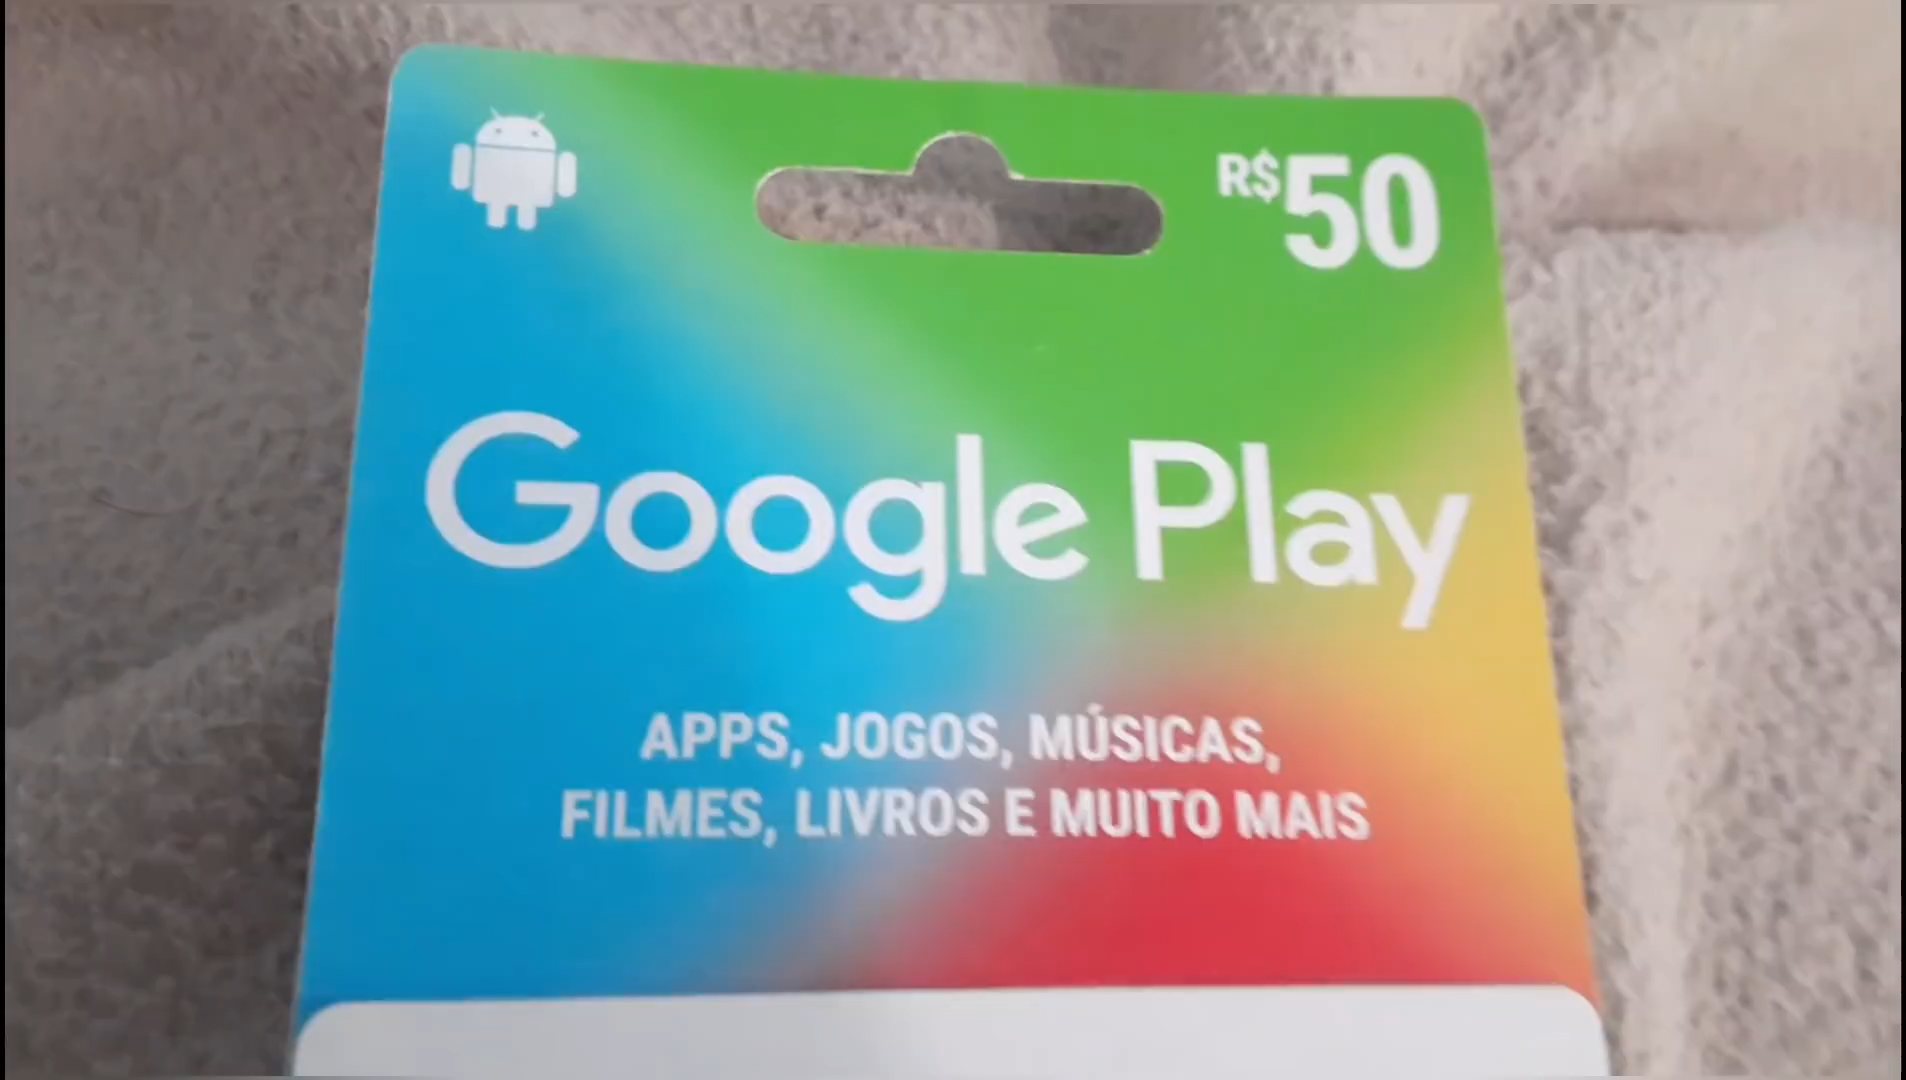 R$50
Google Play
APPS, JOGOS, MÚSICAS,
FILMES, LIVROS E MUITO MAIS